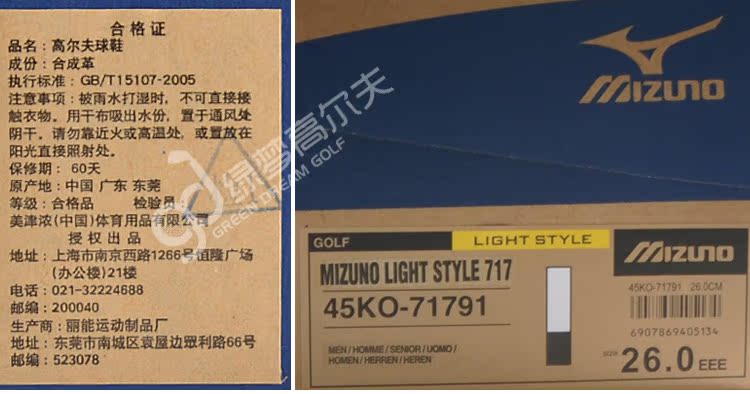 合格证
品名：高尔夫球鞋
成份：合成革
执行标准：GB/T15107-2005
注意事项：被雨水打湿时，不可直接接
触衣物。用干布吸出水份，置于通风处
阴干。请勿靠近火或高温处，或置放在
阳光直接照射处。
保修期：60天
原产地：中国 广东 东莞
等级：合格品 检验员：
美津浓(中国)体育用品有限公司
授权出品
地址：上海市南京西路1266号恒隆广场
(办公楼)21楼
电话：021-32224688
邮编：200040
生产商：丽能运动制品厂
地址：东莞市南城区袁屋边翠利路66号
邮编：523078
绿梦高尔夫
GREEN DREAM GOLF
MIZUNO
GOLF
LIGHT STYLE
MIZUNO
MIZUNO LIGHT STYLE 717
45KO-71791
MEN / HOMME / SENIOR / UOMO /
HOMEN / HERREN / HEREN
45KO-71791 26.0CM
6907869405134
SIZE 26.0 EEE